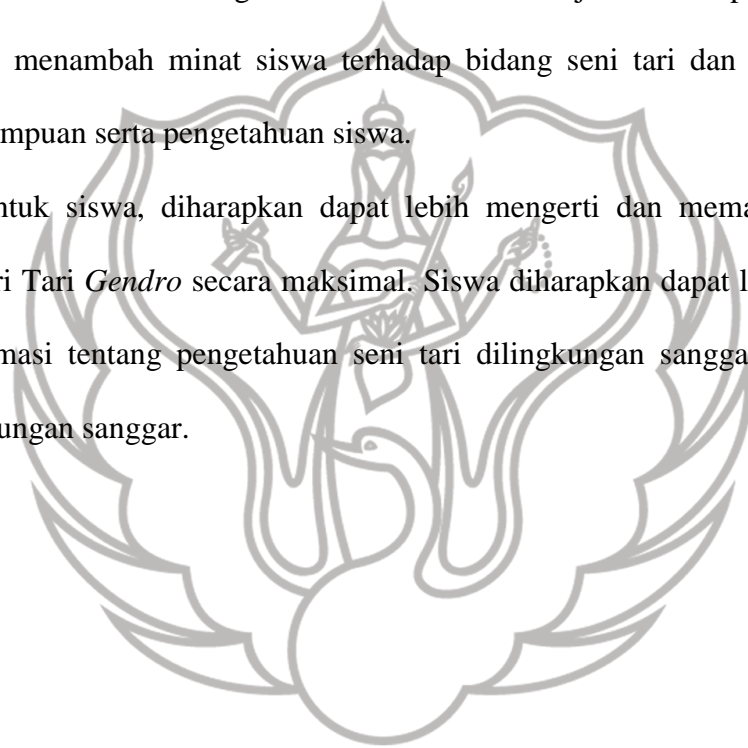 menambah minat siswa terhadap bidang seni tari dan
mpuan serta pengetahuan siswa.
ntuk siswa, diharapkan dapat lebih mengerti dan mema
ri Tari Gendro secara maksimal. Siswa diharapkan dapat l
masi tentang pengetahuan seni tari dilingkungan sangga
ungan sanggar.